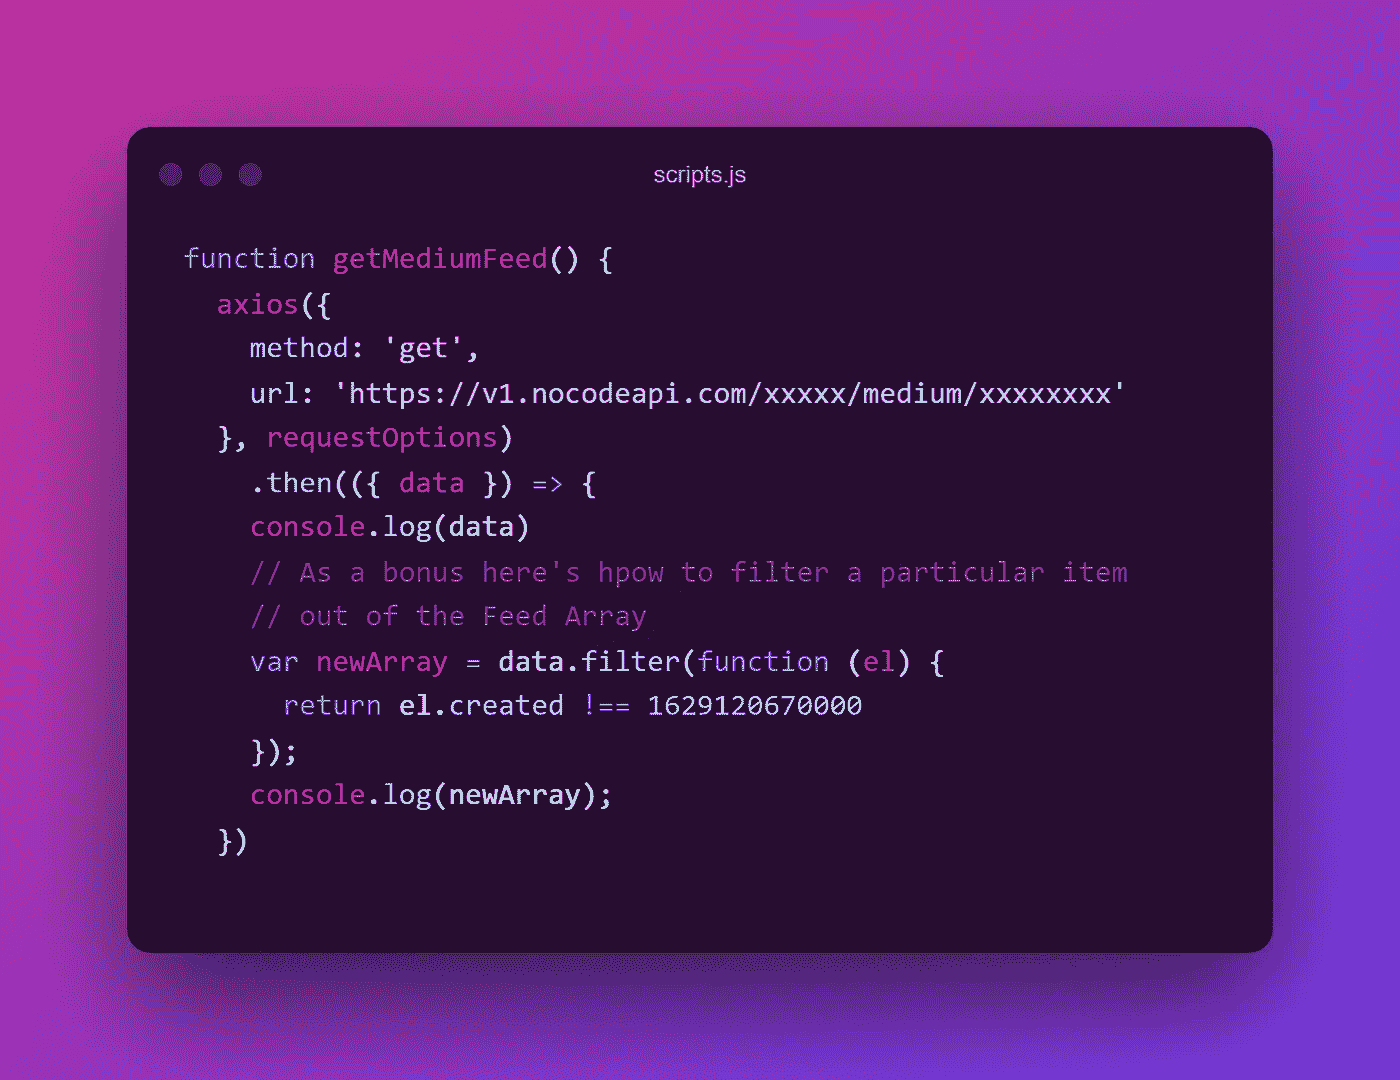 scripts.js
function getMediumFeed() {
  axios({
    method: 'get',
    url: 'https://v1.nocodeapi.com/xxxxx/medium/xxxxxxxx'
  }, requestOptions)
    .then(({ data }) => {
    console.log(data)
    // As a bonus here's hpow to filter a particular item
    // out of the Feed Array
    var newArray = data.filter(function (el) {
      return el.created !== 1629120670000
    });
    console.log(newArray);
  })